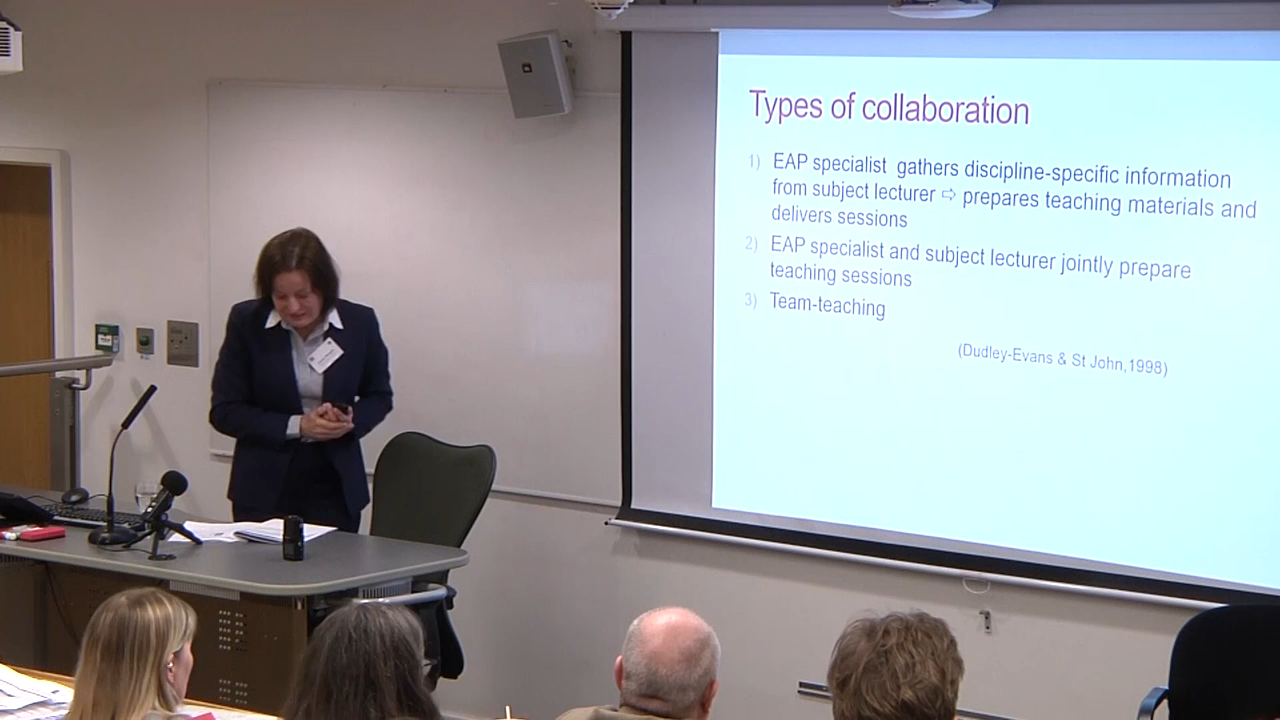 Types of collaboration
1) EAP specialist gathers discipline-specific information
from subject lecturer ⇨ prepares teaching materials and
delivers sessions
2) EAP specialist and subject lecturer jointly prepare
teaching sessions
3) Team-teaching
(Dudley-Evans & St John,1998)